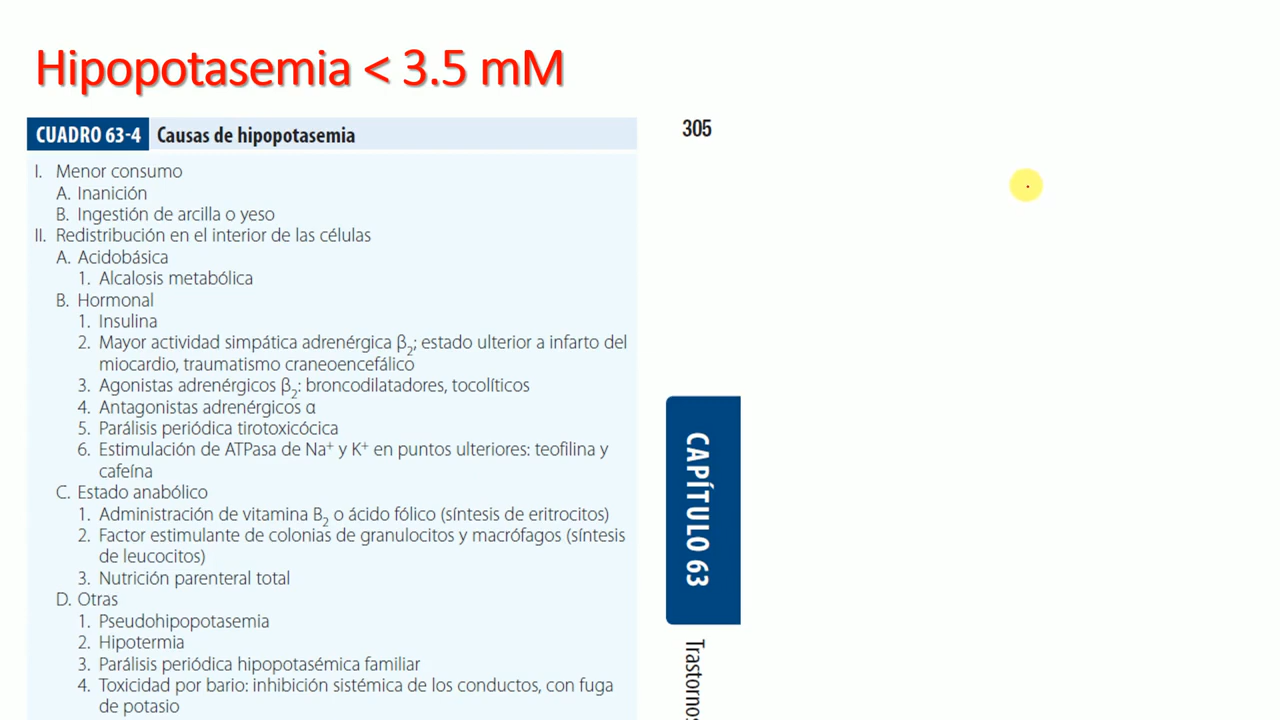 Hipopotasemia < 3.5 mM
CUADRO 63-4 Causas de hipopotasemia
I. Menor consumo
A. Inanición
B. Ingestión de arcilla o yeso
II. Redistribución en el interior de las células
A. Acidobásica
1. Alcalosis metabólica
B. Hormonal
1. Insulina
2. Mayor actividad simpática adrenérgica β₂; estado ulterior a infarto del
miocardio, traumatismo craneoencefálico
3. Agonistas adrenérgicos β₂: broncodilatadores, tocolíticos
4. Antagonistas adrenérgicos α
5. Parálisis periódica tirotoxicócica
6. Estimulación de ATPasa de Na⁺ y K⁺ en puntos ulteriores: teofilina y
cafeína
C. Estado anabólico
1. Administración de vitamina B₂ o ácido fólico (síntesis de eritrocitos)
2. Factor estimulante de colonias de granulocitos y macrófagos (síntesis
de leucocitos)
3. Nutrición parenteral total
D. Otras
1. Pseudohipopotasemia
2. Hipotermia
3. Parálisis periódica hipopotasémica familiar
4. Toxicidad por bario: inhibición sistémica de los conductos, con fuga
de potasio
305
CAPÍTULO 63
Trastornos